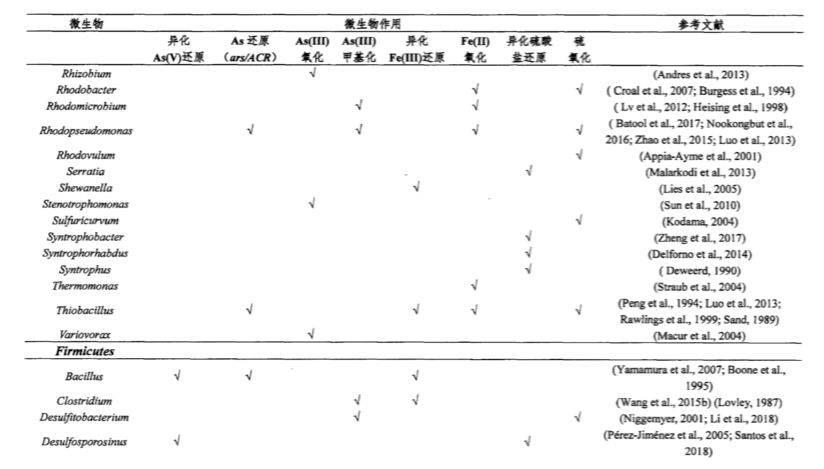 微生物 微生物作用 参考文献
异化 As 还原 As(III) As(III) 异化 Fe(II) 异化硫酸 硫
As(V)还原 (ars/ACR) 氧化 甲基化 Fe(III)还原 氧化 盐还原 氧化
Rhizobium √ (Andres et al., 2013)
Rhodobacter √ √ ( Croal et al., 2007; Burgess et al., 1994)
Rhodomicrobium √ √ ( Lv et al., 2012; Heising et al., 1998)
Rhodopseudomonas √ √ √ √ ( Batool et al., 2017; Nookongbut et al.,
2016; Zhao et al., 2015; Luo et al., 2013)
Rhodovulum √ (Appia-Ayme et al., 2001)
Serratia √ (Malarkodi et al., 2013)
Shewanella √ (Lies et al., 2005)
Stenotrophomonas √ (Sun et al., 2010)
Sulfuricurvum √ (Kodama, 2004)
Syntrophobacter √ (Zheng et al., 2017)
Syntrophorhabdus √ (Delforno et al., 2014)
Syntrophus √ ( Deweerd, 1990)
Thermomonas √ (Straub et al., 2004)
Thiobacillus √ √ √ √ (Peng et al., 1994; Luo et al., 2013;
Rawlings et al., 1999; Sand, 1989)
Variovorax √ (Macur et al., 2004)
Firmicutes
Bacillus √ √ √ (Yamamura et al., 2007; Boone et al.,
1995)
Clostridium √ √ (Wang et al., 2015b) (Lovley, 1987)
Desulfitobacterium √ √ (Niggemyer, 2001; Li et al., 2018)
Desulfosporosinus √ √ (Pérez-Jiménez et al., 2005; Santos et al.,
2018)